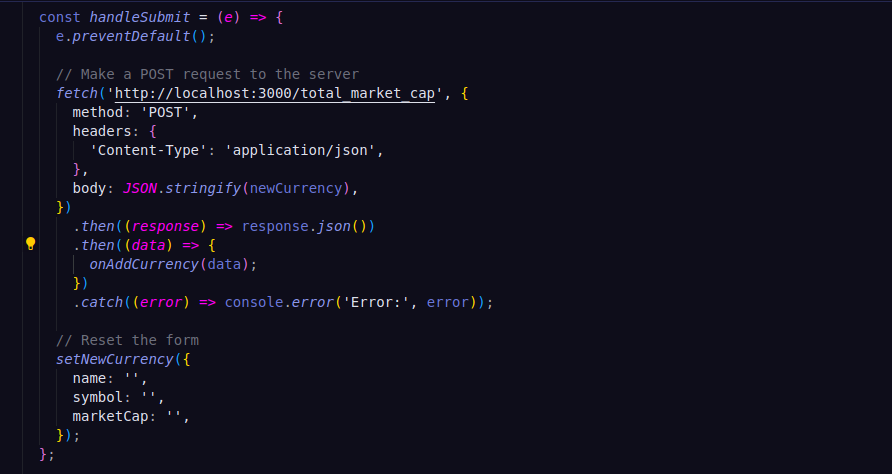 const handleSubmit = (e) => {
e.preventDefault();
// Make a POST request to the server
fetch('http://localhost:3000/total_market_cap', {
method: 'POST',
headers: {
'Content-Type': 'application/json',
},
body: JSON.stringify(newCurrency),
})
.then((response) => response.json())
.then((data) => {
onAddCurrency(data);
})
.catch((error) => console.error('Error:', error));
// Reset the form
setNewCurrency({
name: '',
symbol: '',
marketCap: '',
});
};